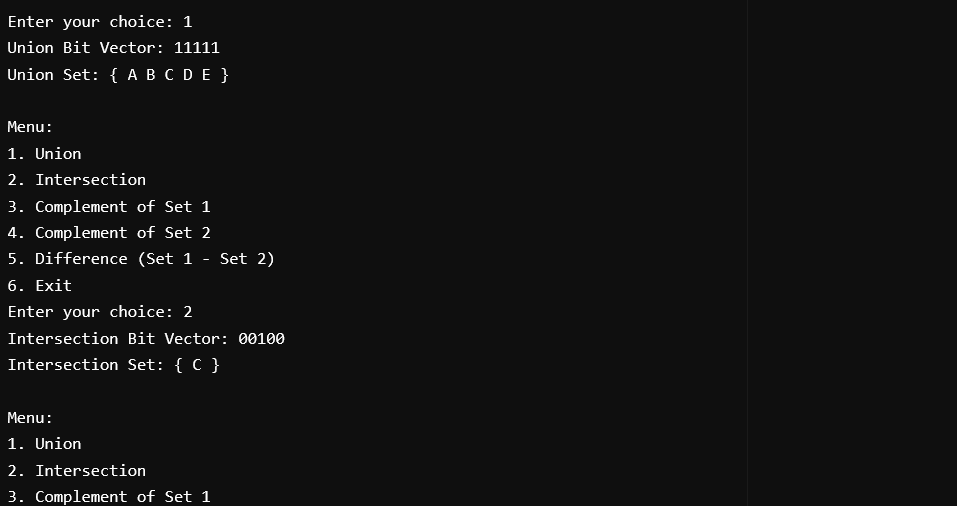 Enter your choice: 1
Union Bit Vector: 11111
Union Set: { A B C D E }
Menu:
1. Union
2. Intersection
3. Complement of Set 1
4. Complement of Set 2
5. Difference (Set 1 - Set 2)
6. Exit
Enter your choice: 2
Intersection Bit Vector: 00100
Intersection Set: { C }
Menu:
1. Union
2. Intersection
3. Complement of Set 1